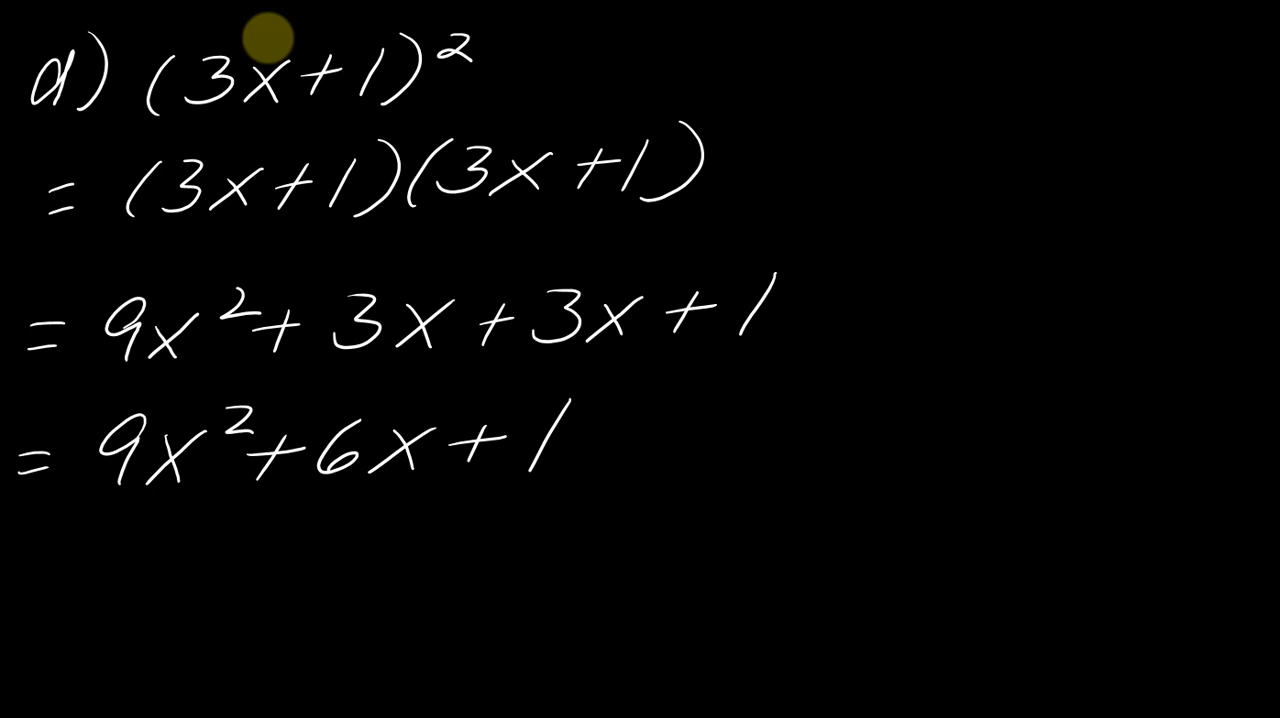 d) (3x+1)²
= (3x+1)(3x+1)
= 9x²+ 3x + 3x + 1
= 9x²+6x+1